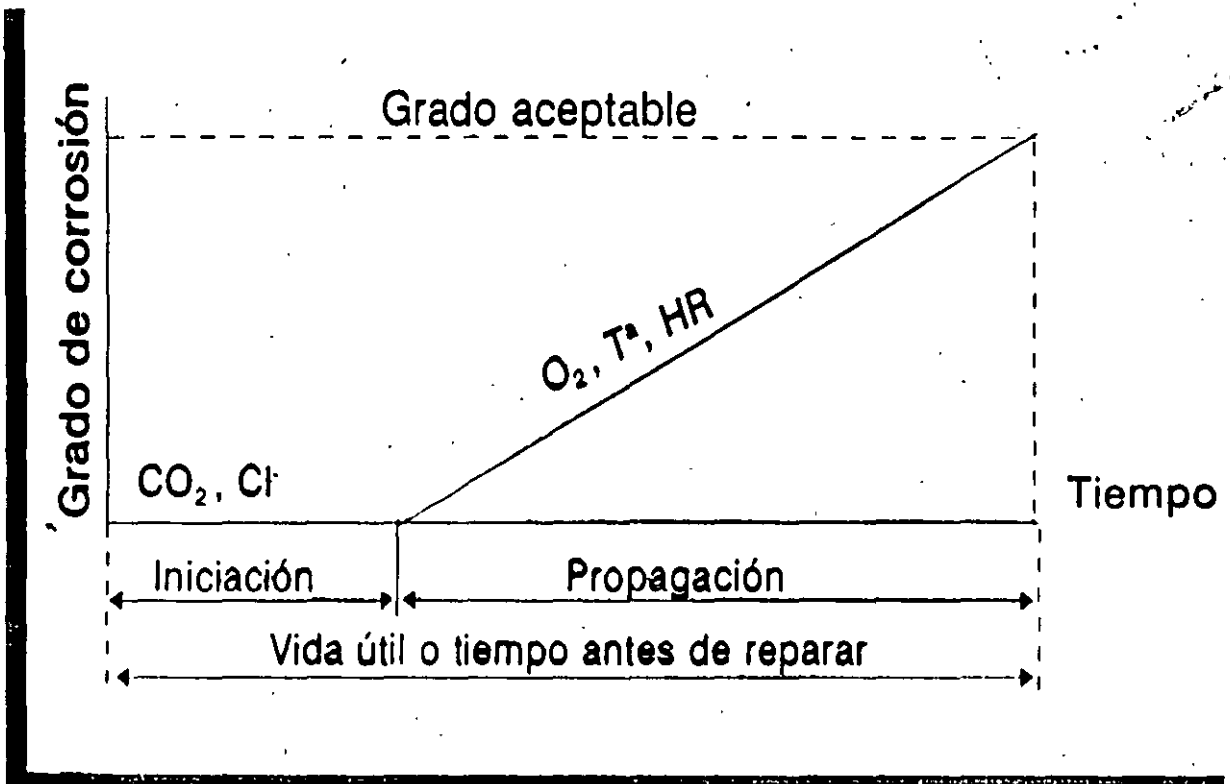 Grado aceptable
Grado de corrosión
O₂, Tª, HR
CO₂, Cl⁻
Tiempo
Iniciación
Propagación
Vida útil o tiempo antes de reparar